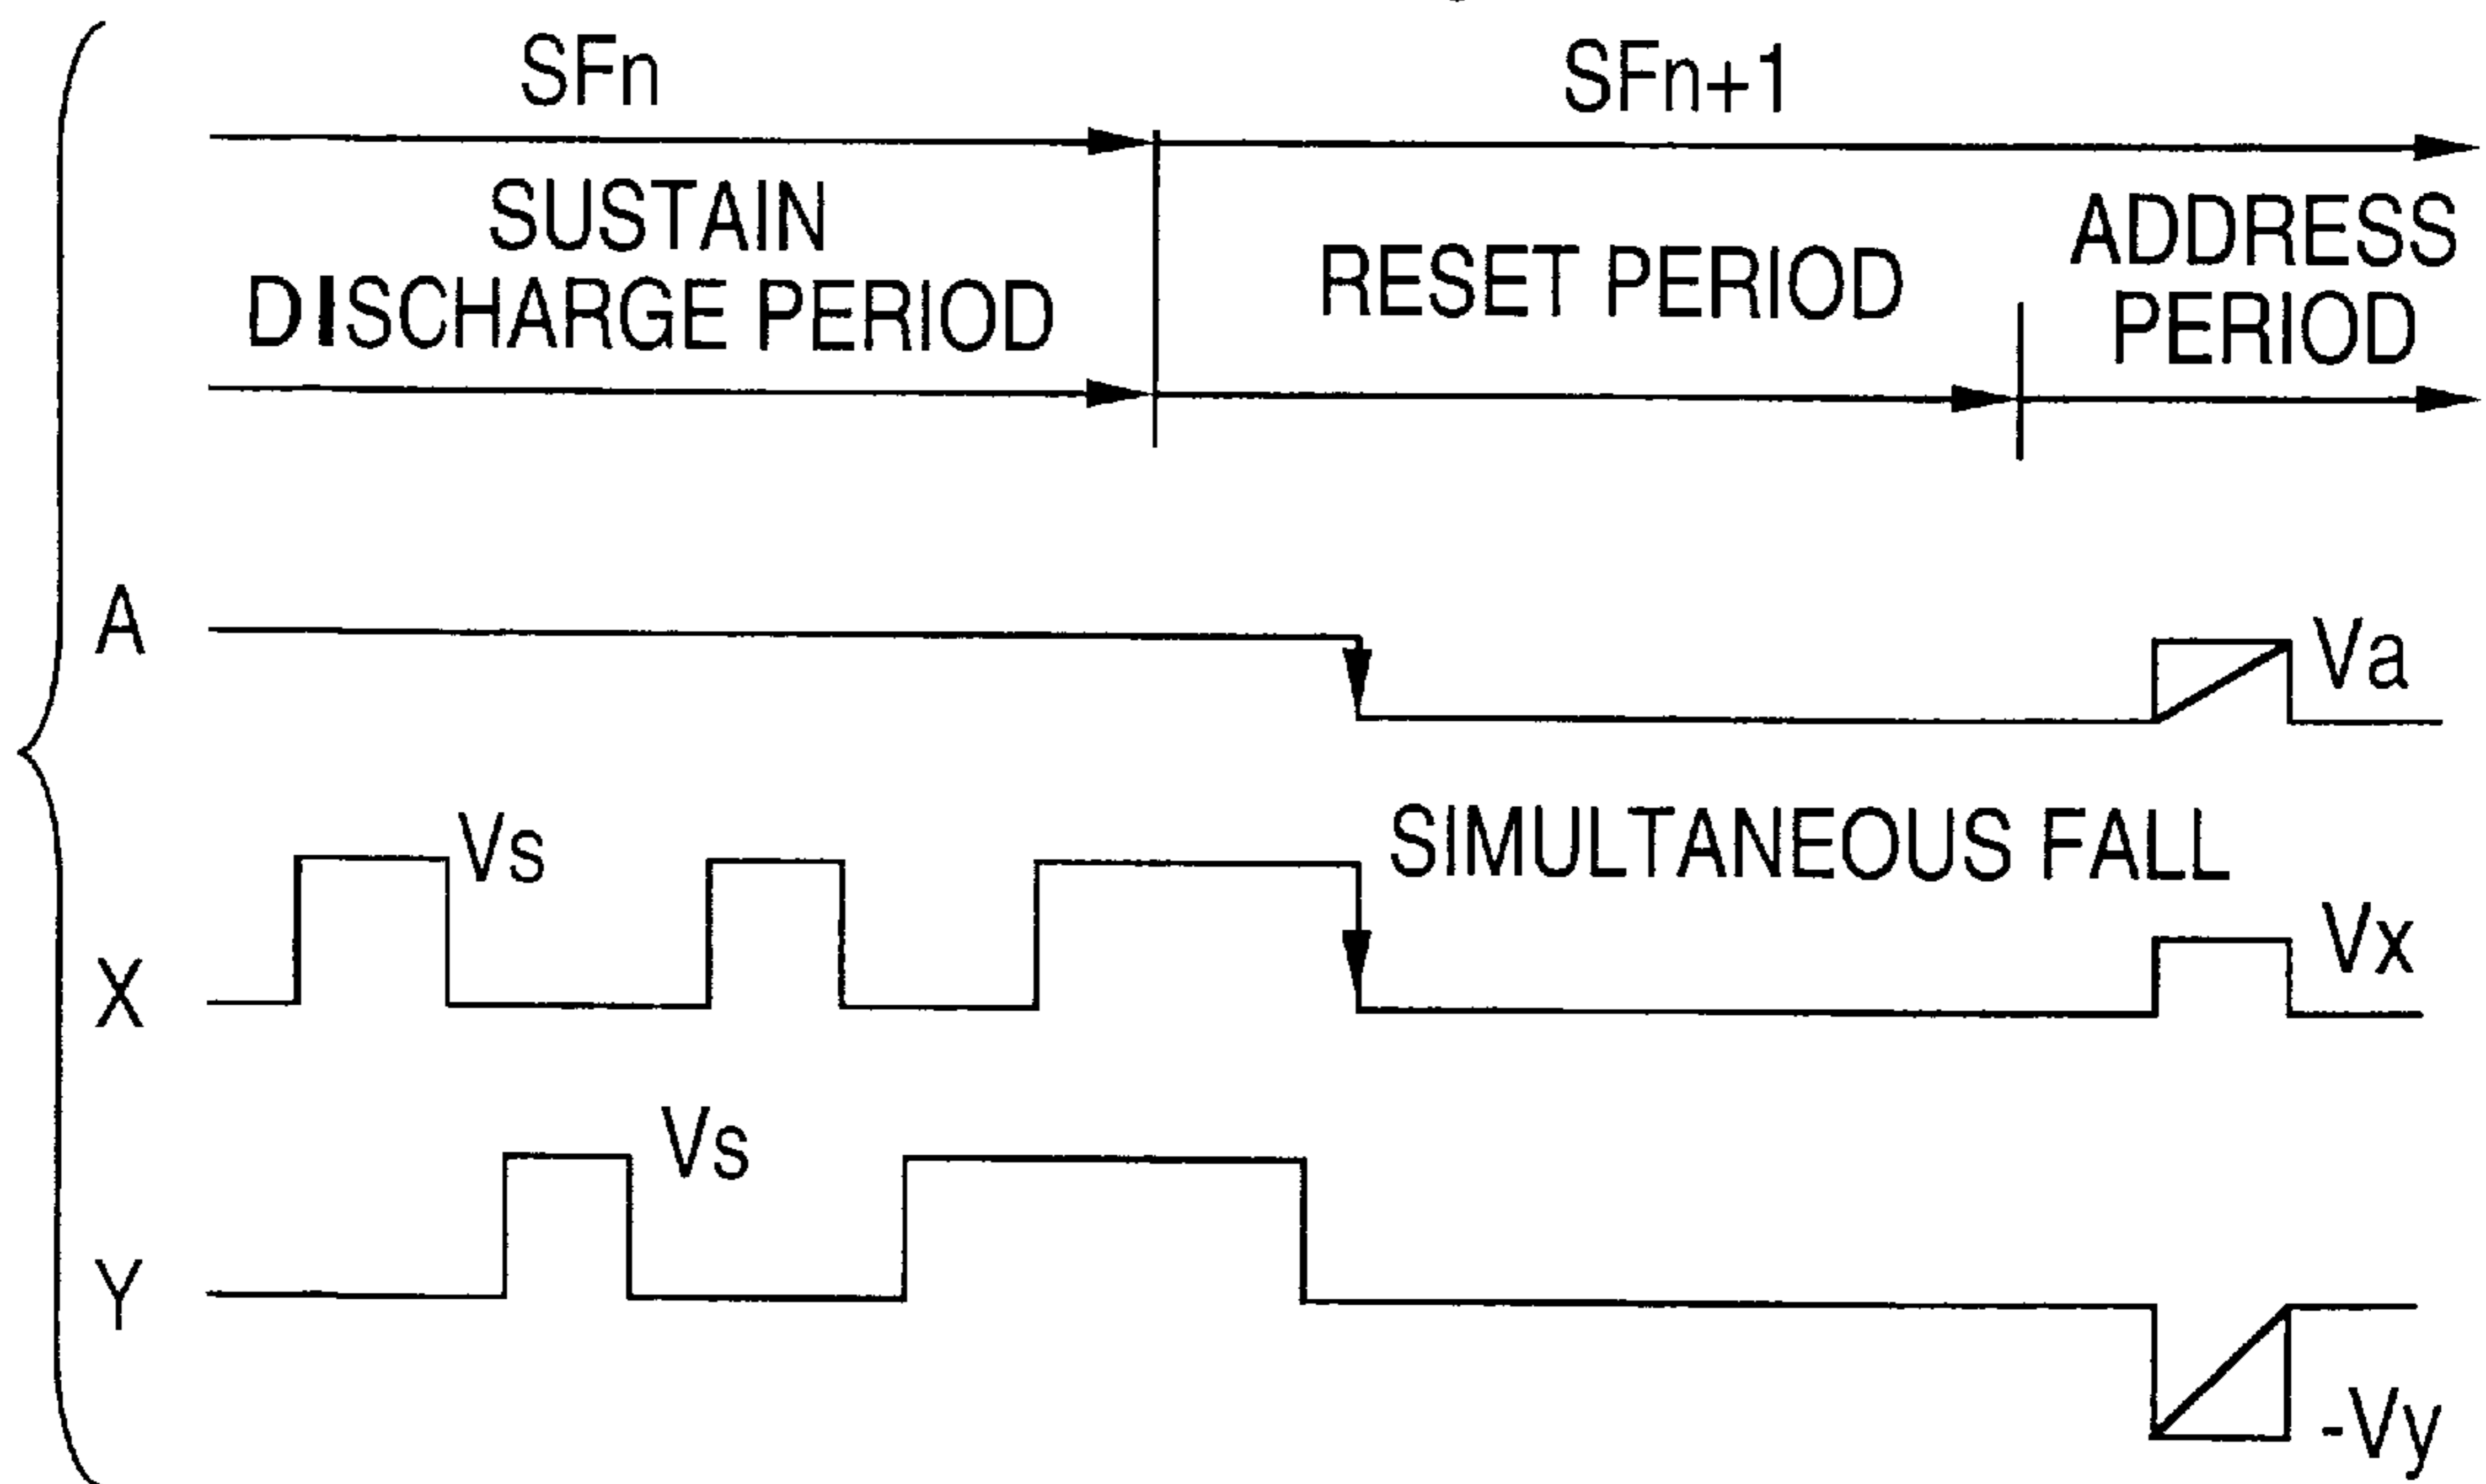 SFn
SFn+1
SUSTAIN
DISCHARGE PERIOD
RESET PERIOD
ADDRESS
PERIOD
A
Va
SIMULTANEOUS FALL
Vs
X
Vx
Vs
Y
-Vy